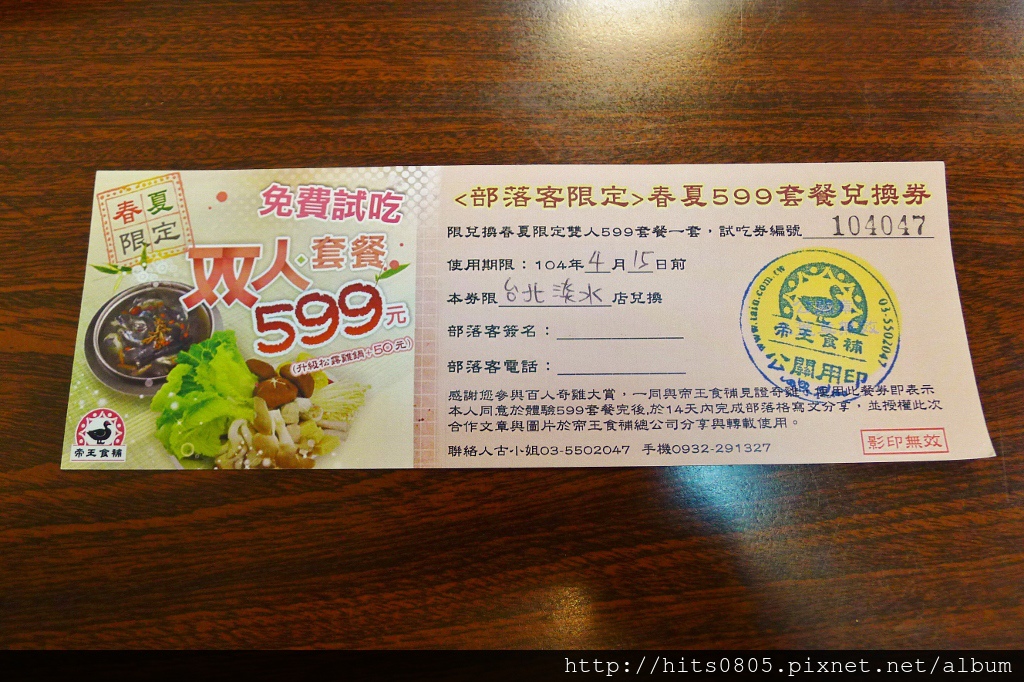 春夏
限定
免費試吃
双人套餐
599元
(升級松露雞鍋+50元)
帝王食補
<部落客限定>春夏599套餐兌換券
限兌換春夏限定雙人599套餐一套，試吃券編號 104047
使用期限：104年4月15日前
本券限 台北淡水 店兌換
部落客簽名：
部落客電話：
03-5502047
帝王食補
公關用印
感謝您參與百人奇雞大賞，一同與帝王食補見證奇雞，使用此餐券即表示
本人同意於體驗599套餐完後，於14天內完成部落格寫文分享，並授權此次
合作文章與圖片於帝王食補總公司分享與轉載使用。
聯絡人古小姐03-5502047 手機0932-291327
影印無效
http://hits0805.pixnet.net/album